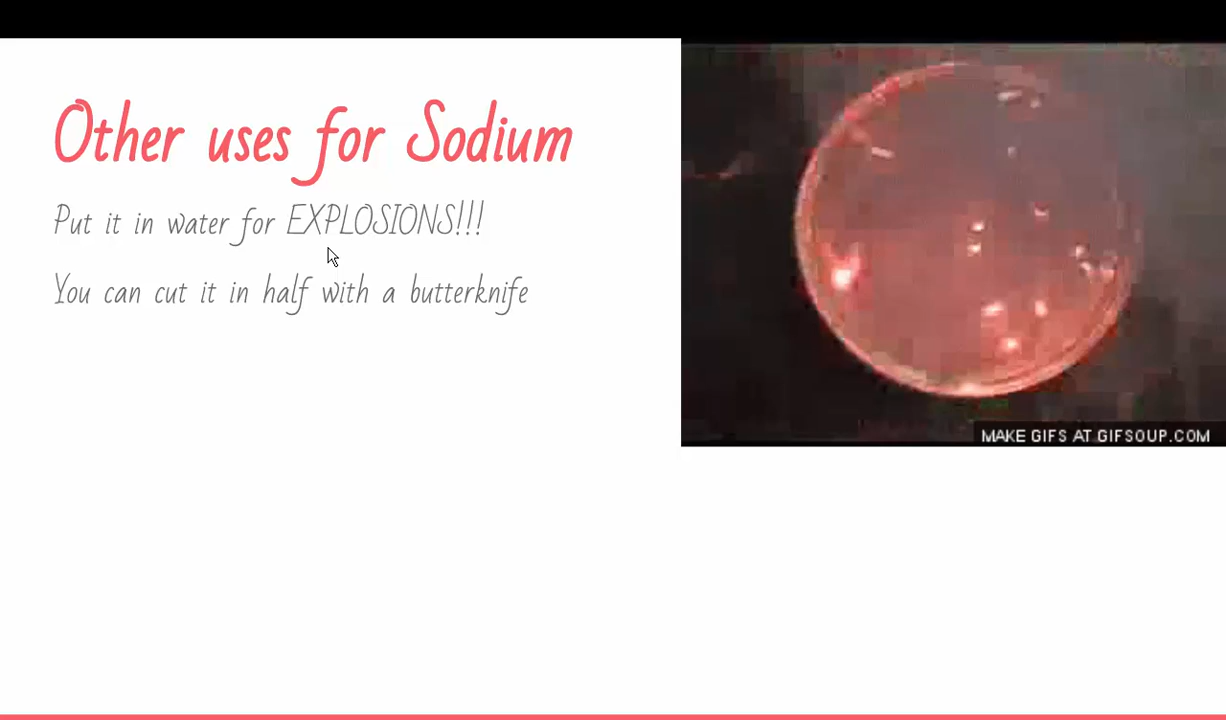 Other uses for Sodium
Put it in water for EXPLOSIONS!!!
You can cut it in half with a butterknife
MAKE GIFS AT GIFSOUP.COM